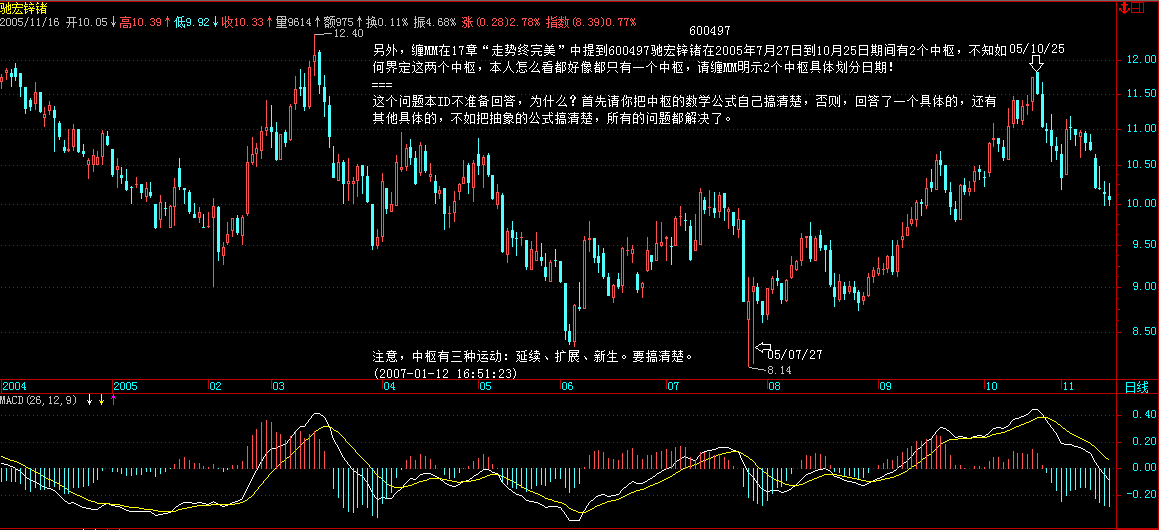 驰宏锌锗
2005/11/16 开10.05↓高10.39↑低9.92↓收10.33↑量9614↑额975↑换0.11% 振4.68% 涨(0.28)2.78% 指数(8.39)0.77%
12.40
600497
另外，缠MM在17章“走势终完美”中提到600497驰宏锌锗在2005年7月27日到10月25日期间有2个中枢，不知如
何界定这两个中枢，本人怎么看都好像都只有一个中枢，请缠MM明示2个中枢具体划分日期！
===
这个问题本ID不准备回答，为什么？首先请你把中枢的数学公式自己搞清楚，否则，回答了一个具体的，还有
其他具体的，不如把抽象的公式搞清楚，所有的问题都解决了。
05/10/25
12.00
11.50
11.00
10.50
10.00
9.50
9.00
8.50
注意，中枢有三种运动：延续、扩展、新生。要搞清楚。
(2007-01-12 16:51:23)
05/07/27
8.14
2004 2005 02 03 04 05 06 07 08 09 10 11 日线
MACD(26,12,9) ↓ ↓ ↑
0.40
0.20
0.00
-0.20